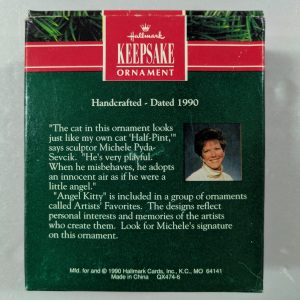 Hallmark
KEEPSAKE
ORNAMENT
Handcrafted - Dated 1990
"The cat in this ornament looks
just like my own cat 'Half-Pint,'"
says sculptor Michele Pyda-
Sevcik. "He's very playful.
When he misbehaves, he adopts
an innocent air as if he were a
little angel."
"Angel Kitty" is included in a group of ornaments
called Artists' Favorites. The designs reflect
personal interests and memories of the artists
who create them. Look for Michele's signature
on this ornament.
Mfd. for and © 1990 Hallmark Cards, Inc., K.C., MO 64141
Made in China QX474-6